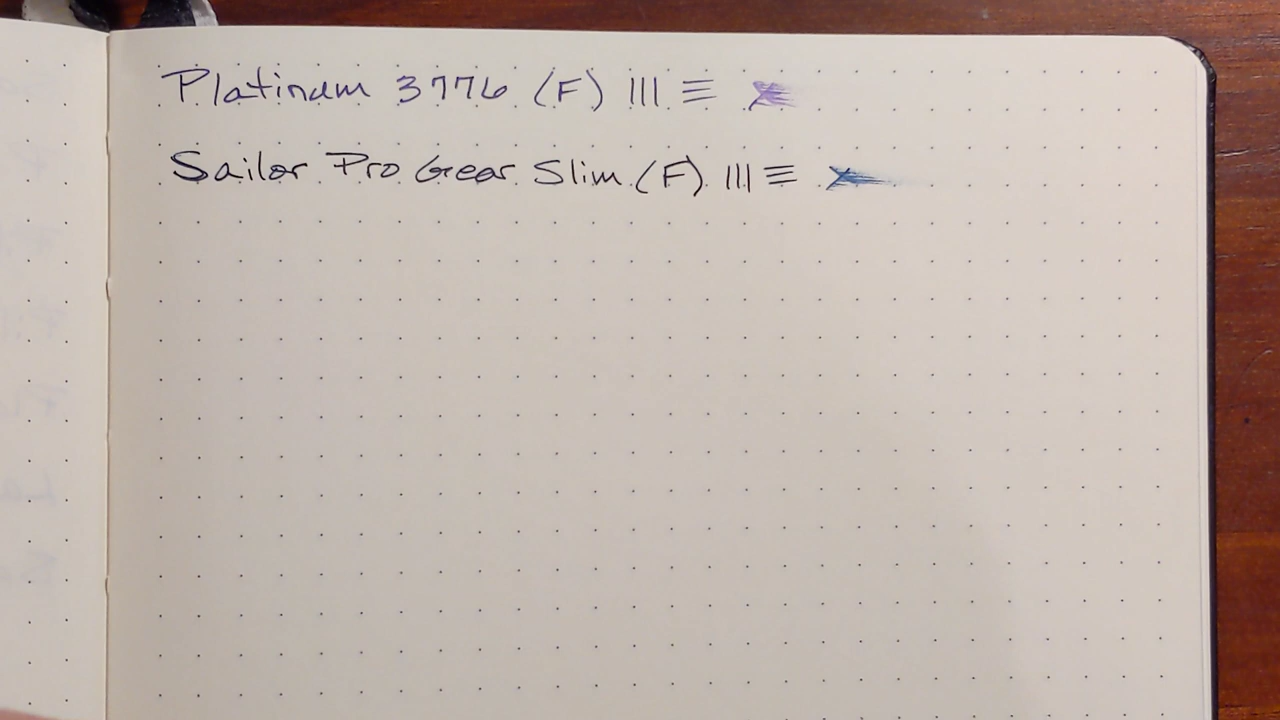 Platinum 3776 (F) ||| ≡
Sailor Pro Gear Slim (F) ||| ≡